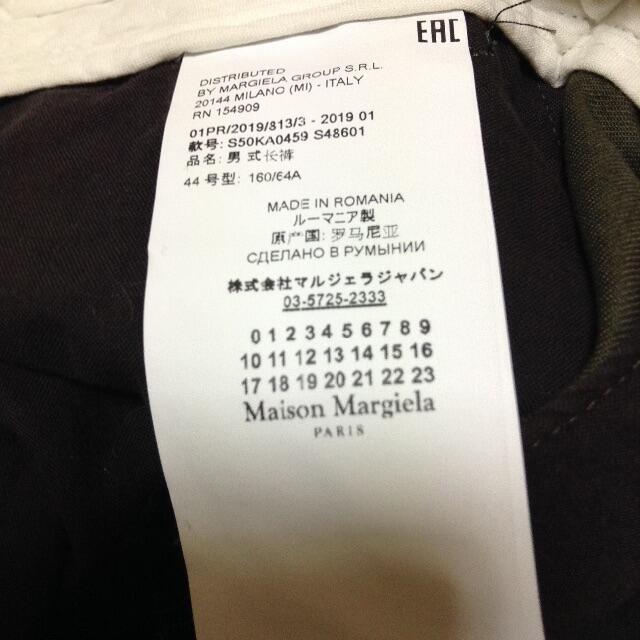 EAC
DISTRIBUTED
BY MARGIELA GROUP S.R.L.
20144 MILANO (MI) - ITALY
RN 154909
01PR/2019/813/3 - 2019 01
款号: S50KA0459 S48601
品名: 男 式长裤
44 号型: 160/64A
MADE IN ROMANIA
ルーマニア製
原产国: 罗马尼亚
СДЕЛАНО В РУМЫНИИ
株式会社マルジェラジャパン
03-5725-2333
0 1 2 3 4 5 6 7 8 9
10 11 12 13 14 15 16
17 18 19 20 21 22 23
Maison Margiela
PARIS